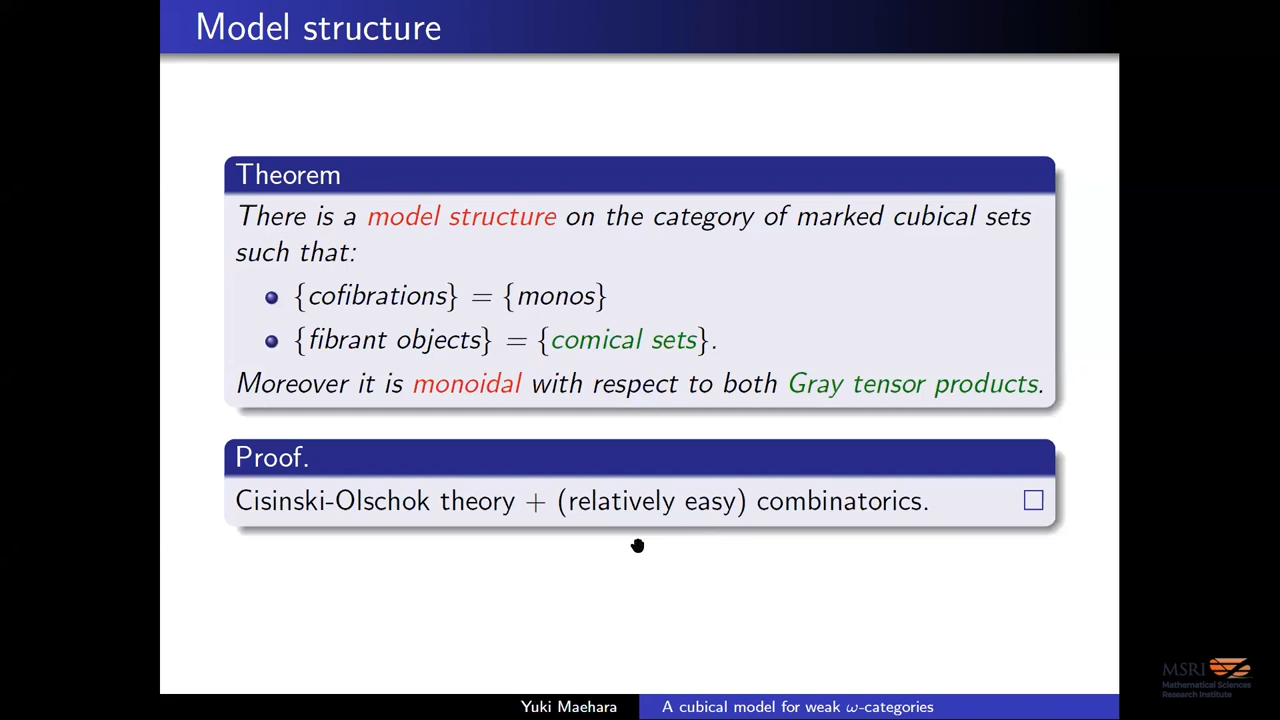 Model structure
Theorem
There is a model structure on the category of marked cubical sets
such that:
{cofibrations} = {monos}
{fibrant objects} = {comical sets}.
Moreover it is monoidal with respect to both Gray tensor products.
Proof.
Cisinski-Olschok theory + (relatively easy) combinatorics. □
MSRI
Mathematical Sciences
Research Institute
Yuki Maehara A cubical model for weak ω-categories